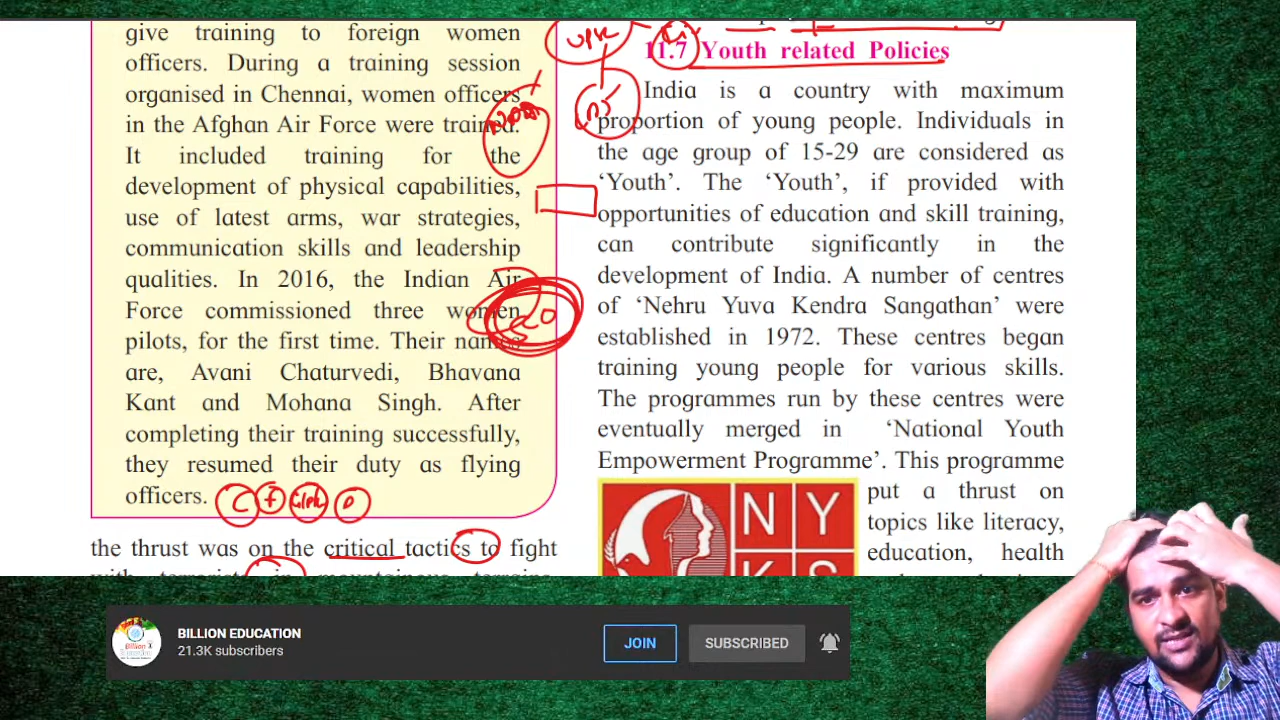 give training to foreign women
officers. During a training session
organised in Chennai, women officers
in the Afghan Air Force were trained.
It included training for the
development of physical capabilities,
use of latest arms, war strategies,
communication skills and leadership
qualities. In 2016, the Indian Air
Force commissioned three women
pilots, for the first time. Their names
are, Avani Chaturvedi, Bhavana
Kant and Mohana Singh. After
completing their training successfully,
they resumed their duty as flying
officers.
the thrust was on the critical tactics to fight
11.7 Youth related Policies
India is a country with maximum
proportion of young people. Individuals in
the age group of 15-29 are considered as
‘Youth’. The ‘Youth’, if provided with
opportunities of education and skill training,
can contribute significantly in the
development of India. A number of centres
of ‘Nehru Yuva Kendra Sangathan’ were
established in 1972. These centres began
training young people for various skills.
The programmes run by these centres were
eventually merged in ‘National Youth
Empowerment Programme’. This programme
put a thrust on
topics like literacy,
education, health
N Y
K S
BILLION EDUCATION
21.3K subscribers
JOIN
SUBSCRIBED